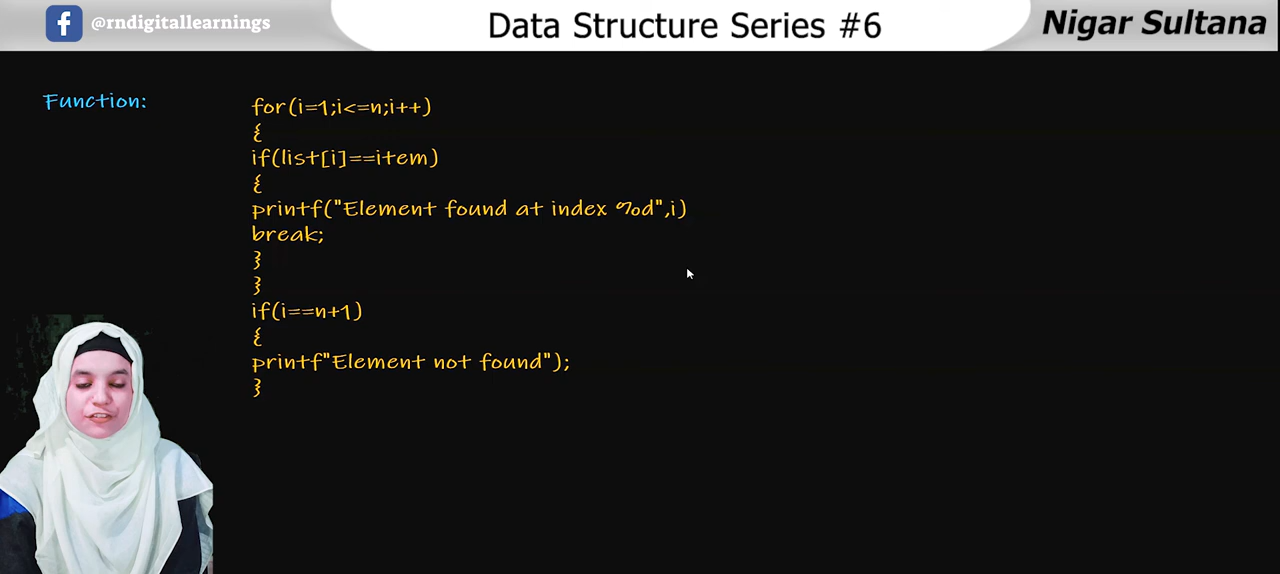 @rndigitallearnings
Data Structure Series #6
Nigar Sultana
Function:
for(i=1;i<=n;i++)
{
if(list[i]==item)
{
printf("Element found at index %d",i)
break;
}
}
if(i==n+1)
{
printf"Element not found");
}